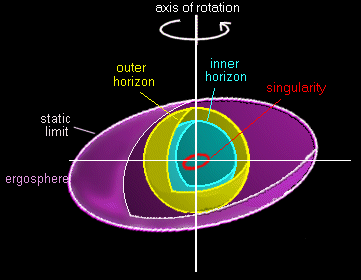 axis of rotation
outer
horizon
inner
horizon
singularity
static
limit
ergosphere